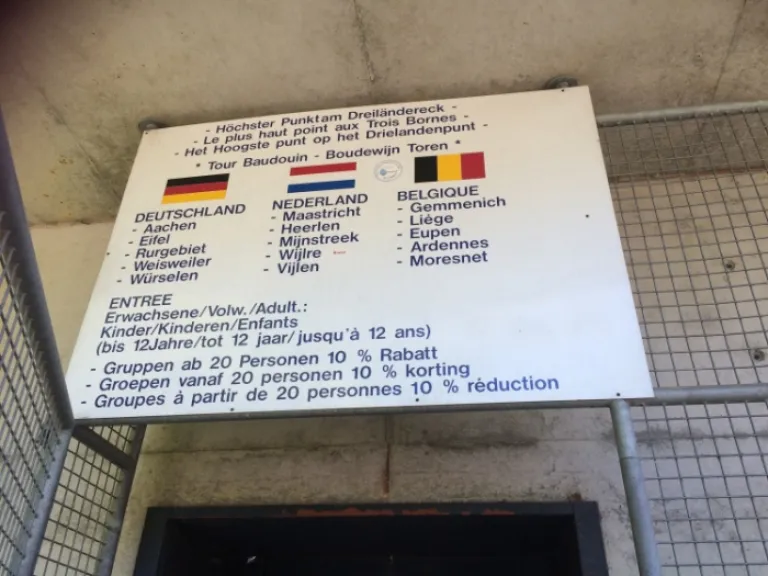 - Höchster Punkt am Dreiländereck -
- Le plus haut point aux Trois Bornes -
- Het Hoogste punt op het Drielandenpunt -
* Tour Baudouin - Boudewijn Toren *
DEUTSCHLAND
- Aachen
- Eifel
- Rurgebiet
- Weisweiler
- Würselen
NEDERLAND
- Maastricht
- Heerlen
- Mijnstreek
- Wijlre
- Vijlen
BELGIQUE
- Gemmenich
- Liége
- Eupen
- Ardennes
- Moresnet
ENTREE
Erwachsene/Volw./Adult.:
Kinder/Kinderen/Enfants
(bis 12Jahre/tot 12 jaar/jusqu'à 12 ans)
- Gruppen ab 20 Personen 10 % Rabatt
- Groepen vanaf 20 personen 10 % korting
- Groupes à partir de 20 personnes 10 % réduction